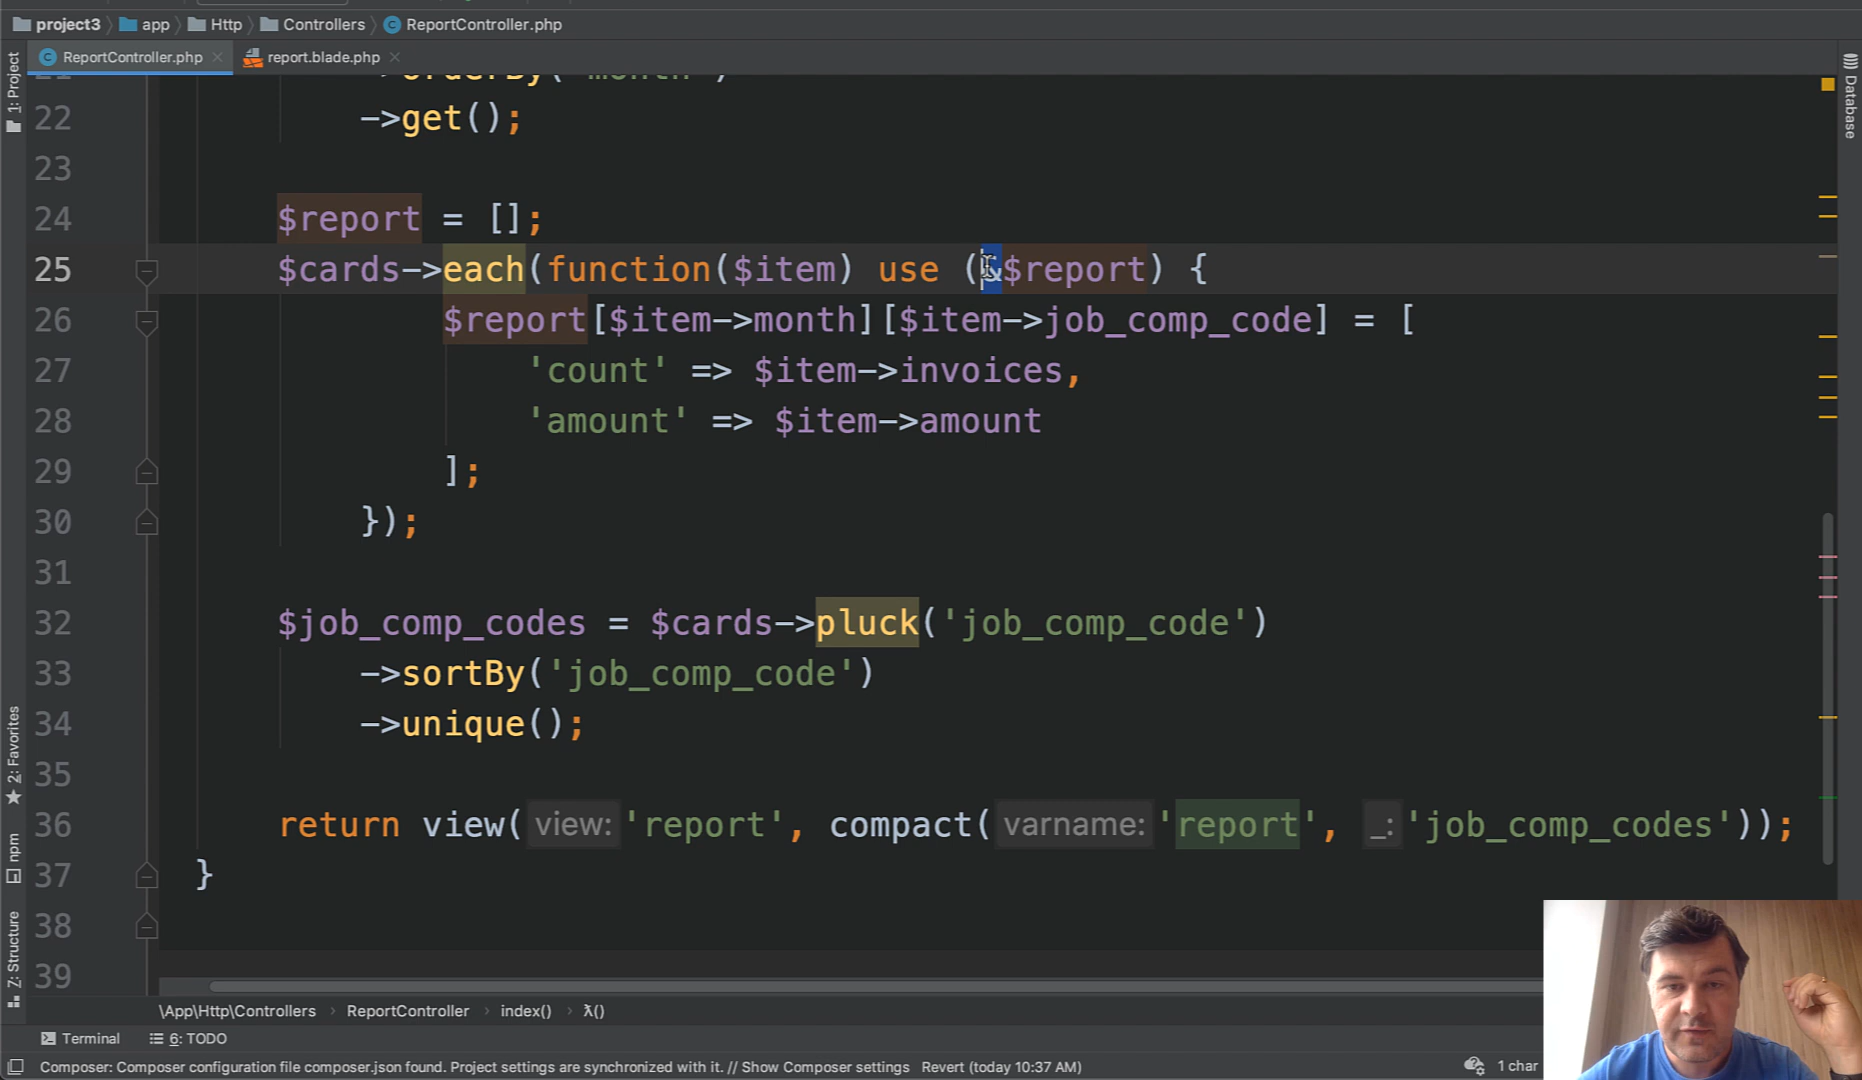 project3 app Http Controllers ReportController.php
ReportController.php report.blade.php
1: Project
Database
21 ->orderBy('month')
22 ->get();
23
24 $report = [];
25 $cards->each(function($item) use (&$report) {
26 $report[$item->month][$item->job_comp_code] = [
27 'count' => $item->invoices,
28 'amount' => $item->amount
29 ];
30 });
31
32 $job_comp_codes = $cards->pluck('job_comp_code')
33 ->sortBy('job_comp_code')
34 ->unique();
35
36 return view( view: 'report', compact( varname: 'report', _: 'job_comp_codes'));
37 }
38
39
2: Favorites
npm
Z: Structure
\App\Http\Controllers › ReportController › index() › λ()
Terminal 6: TODO
Composer: Composer configuration file composer.json found. Project settings are synchronized with it. // Show Composer settings Revert (today 10:37 AM) 1 char